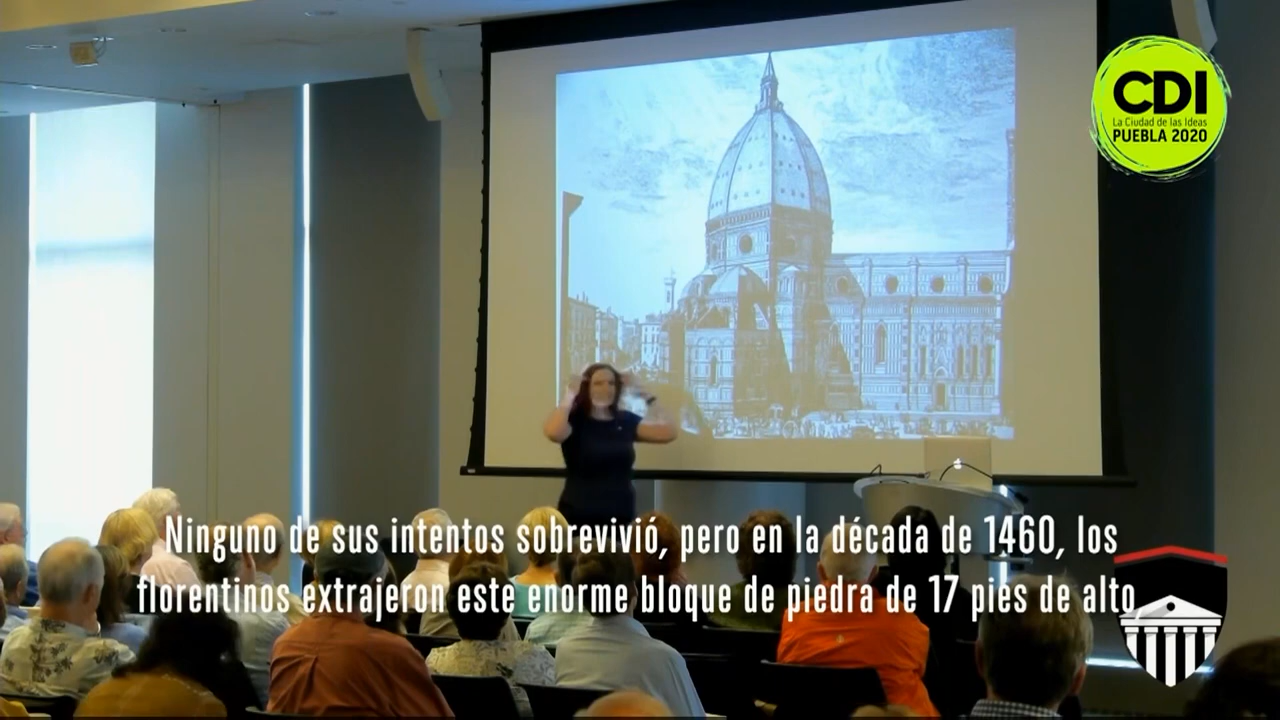 CDI
La Ciudad de las Ideas
PUEBLA 2020
Ninguno de sus intentos sobrevivió, pero en la década de 1460, los
florentinos extrajeron este enorme bloque de piedra de 17 pies de alto